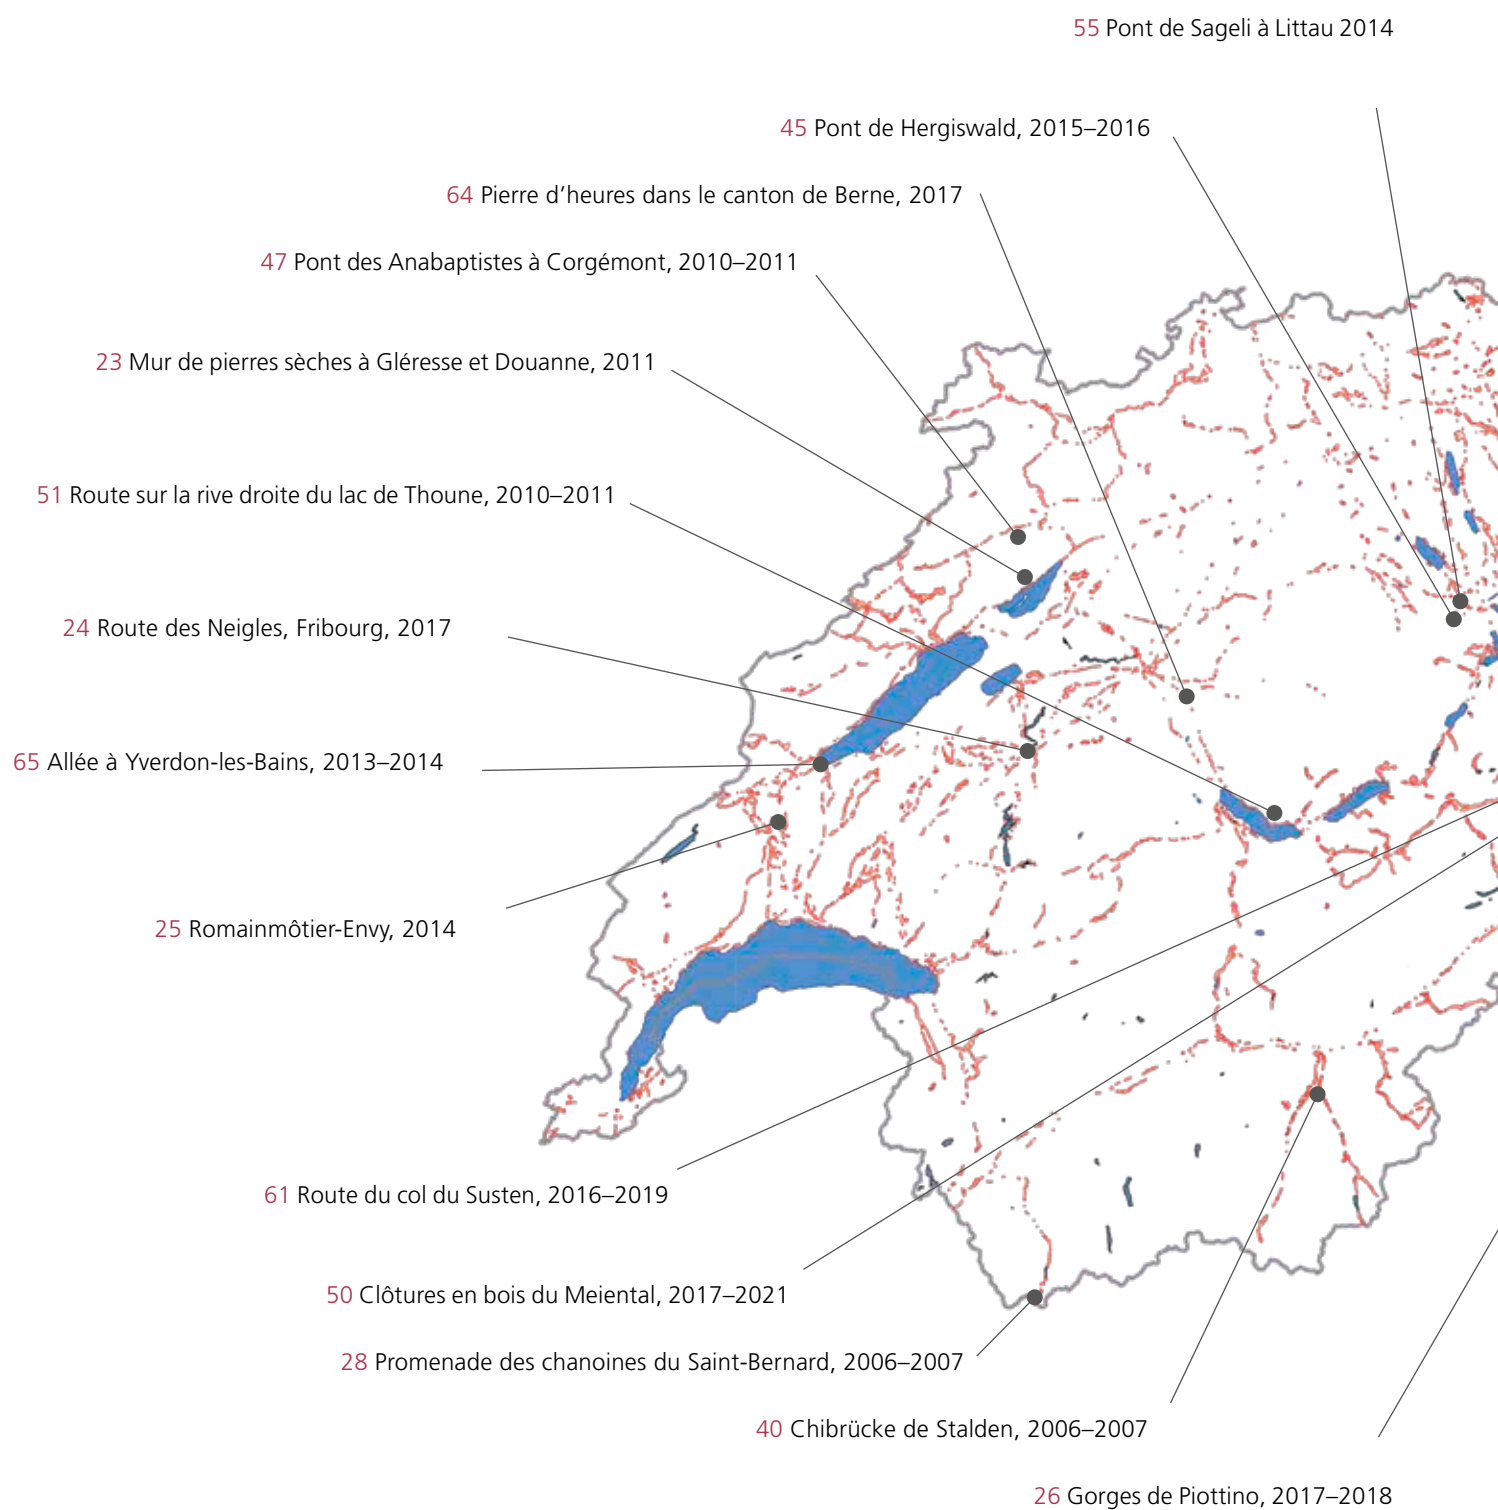 55 Pont de Sageli à Littau 2014
45 Pont de Hergiswald, 2015–2016
64 Pierre d’heures dans le canton de Berne, 2017
47 Pont des Anabaptistes à Corgémont, 2010–2011
23 Mur de pierres sèches à Gléresse et Douanne, 2011
51 Route sur la rive droite du lac de Thoune, 2010–2011
24 Route des Neigles, Fribourg, 2017
65 Allée à Yverdon-les-Bains, 2013–2014
25 Romainmôtier-Envy, 2014
61 Route du col du Susten, 2016–2019
50 Clôtures en bois du Meiental, 2017–2021
28 Promenade des chanoines du Saint-Bernard, 2006–2007
40 Chibrücke de Stalden, 2006–2007
26 Gorges de Piottino, 2017–2018